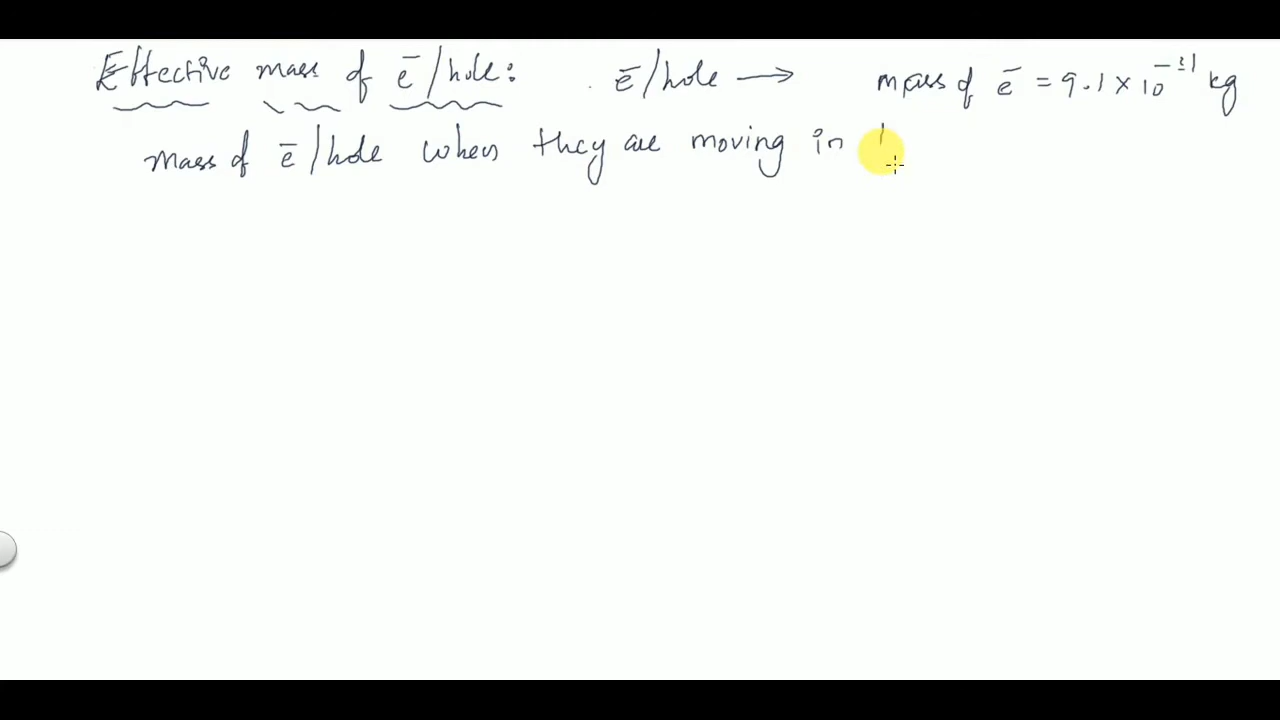 Effective mass of e̅/hole: . e̅/hole → mass of e̅ = 9.1 × 10⁻³¹ kg
mass of e̅/hole when they are moving in